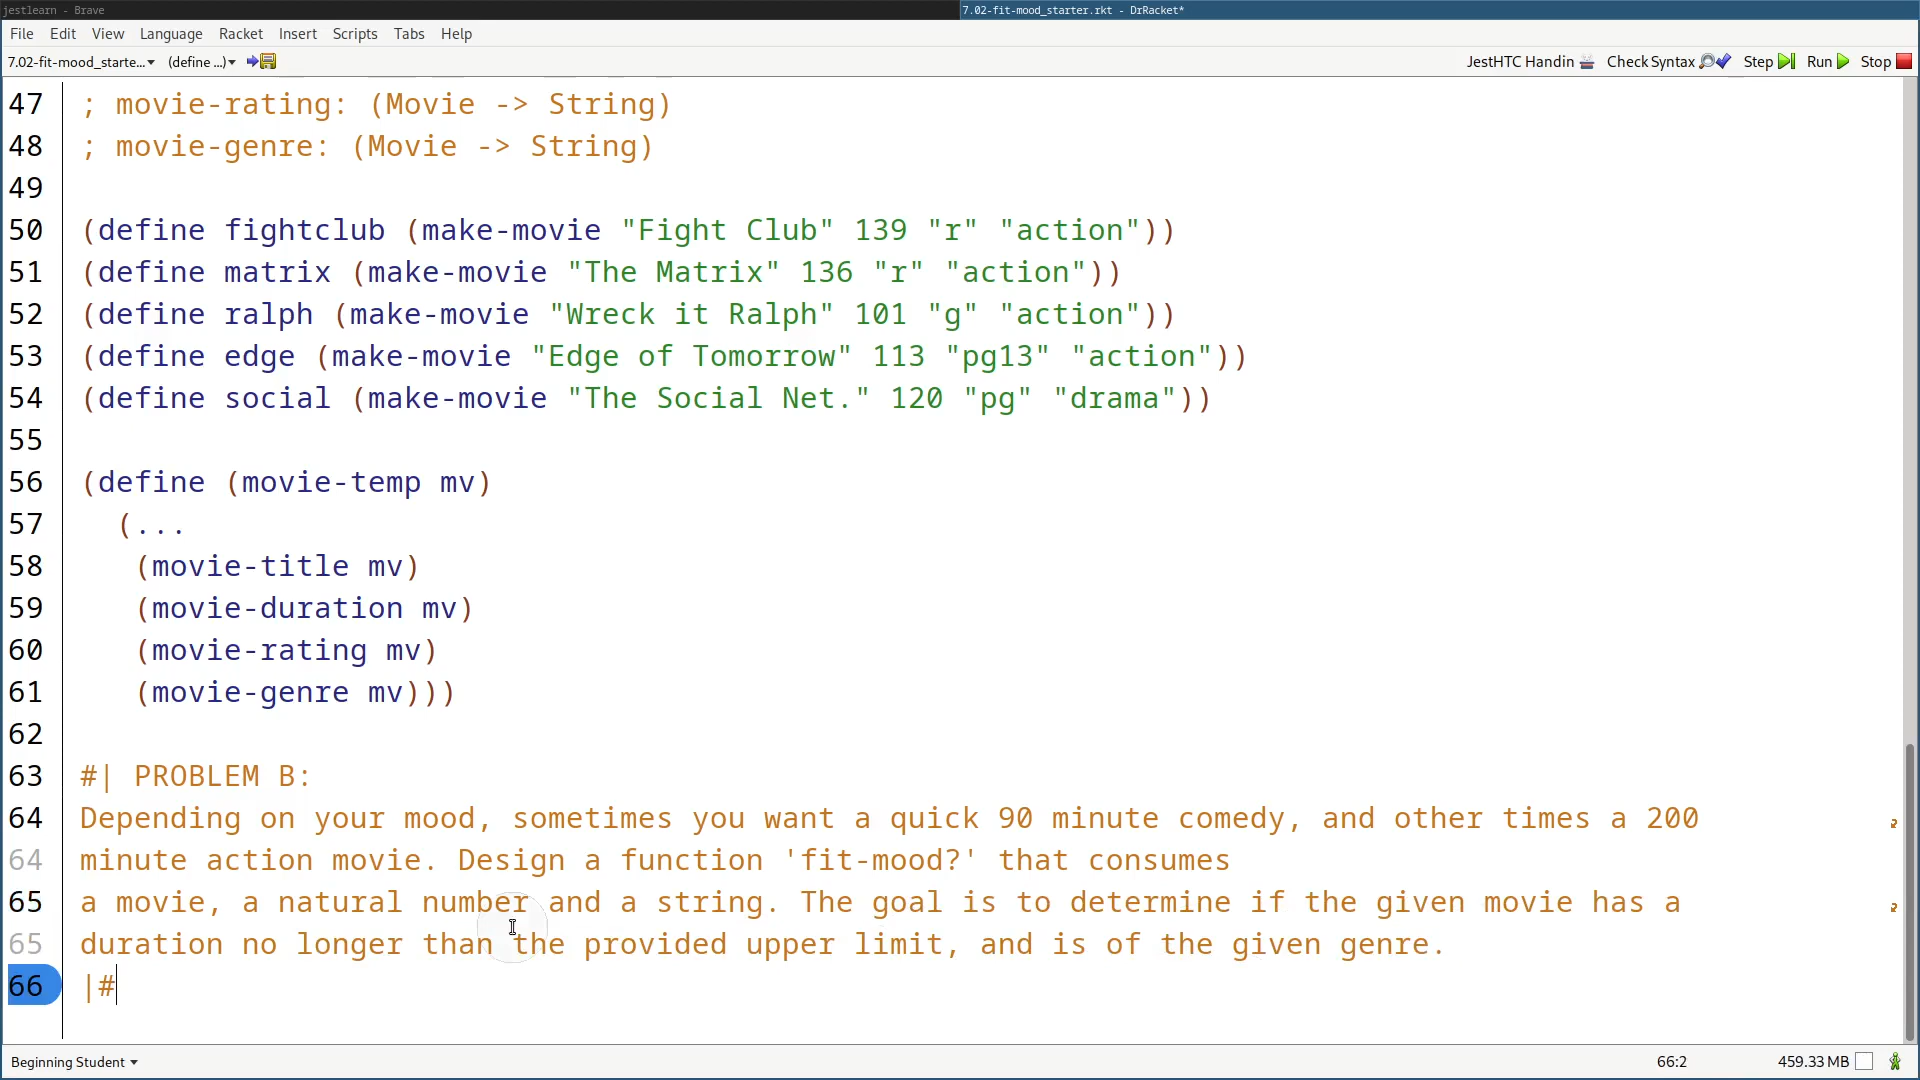 jestlearn - Brave
7.02-fit-mood_starter.rkt - DrRacket*
File Edit View Language Racket Insert Scripts Tabs Help
7.02-fit-mood_starte... (define ...) JestHTC Handin Check Syntax Step Run Stop
47 ; movie-rating: (Movie -> String)
48 ; movie-genre: (Movie -> String)
49
50 (define fightclub (make-movie "Fight Club" 139 "r" "action"))
51 (define matrix (make-movie "The Matrix" 136 "r" "action"))
52 (define ralph (make-movie "Wreck it Ralph" 101 "g" "action"))
53 (define edge (make-movie "Edge of Tomorrow" 113 "pg13" "action"))
54 (define social (make-movie "The Social Net." 120 "pg" "drama"))
55
56 (define (movie-temp mv)
57 (...
58 (movie-title mv)
59 (movie-duration mv)
60 (movie-rating mv)
61 (movie-genre mv)))
62
63 #| PROBLEM B:
64 Depending on your mood, sometimes you want a quick 90 minute comedy, and other times a 200
64 minute action movie. Design a function 'fit-mood?' that consumes
65 a movie, a natural number and a string. The goal is to determine if the given movie has a
65 duration no longer than the provided upper limit, and is of the given genre.
66 |#
Beginning Student 66:2 459.33 MB